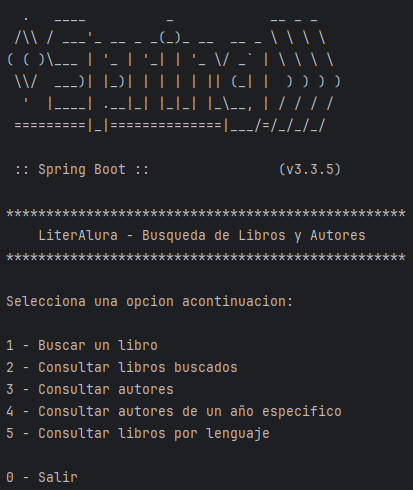 .   ____          _            __ _ _
 /\\ / ___'_ __ _ _(_)_ __  __ _ \ \ \ \
( ( )\___ | '_ | '_| | '_ \/ _` | \ \ \ \
 \\/  ___)| |_)| | | | | || (_| |  ) ) ) )
  '  |____| .__|_| |_|_| |_\__, | / / / /
 =========|_|==============|___/=/_/_/_/
 :: Spring Boot ::                (v3.3.5)
**************************************************
    LiterAlura - Busqueda de Libros y Autores
**************************************************
Selecciona una opcion acontinuacion:
1 - Buscar un libro
2 - Consultar libros buscados
3 - Consultar autores
4 - Consultar autores de un año especifico
5 - Consultar libros por lenguaje
0 - Salir